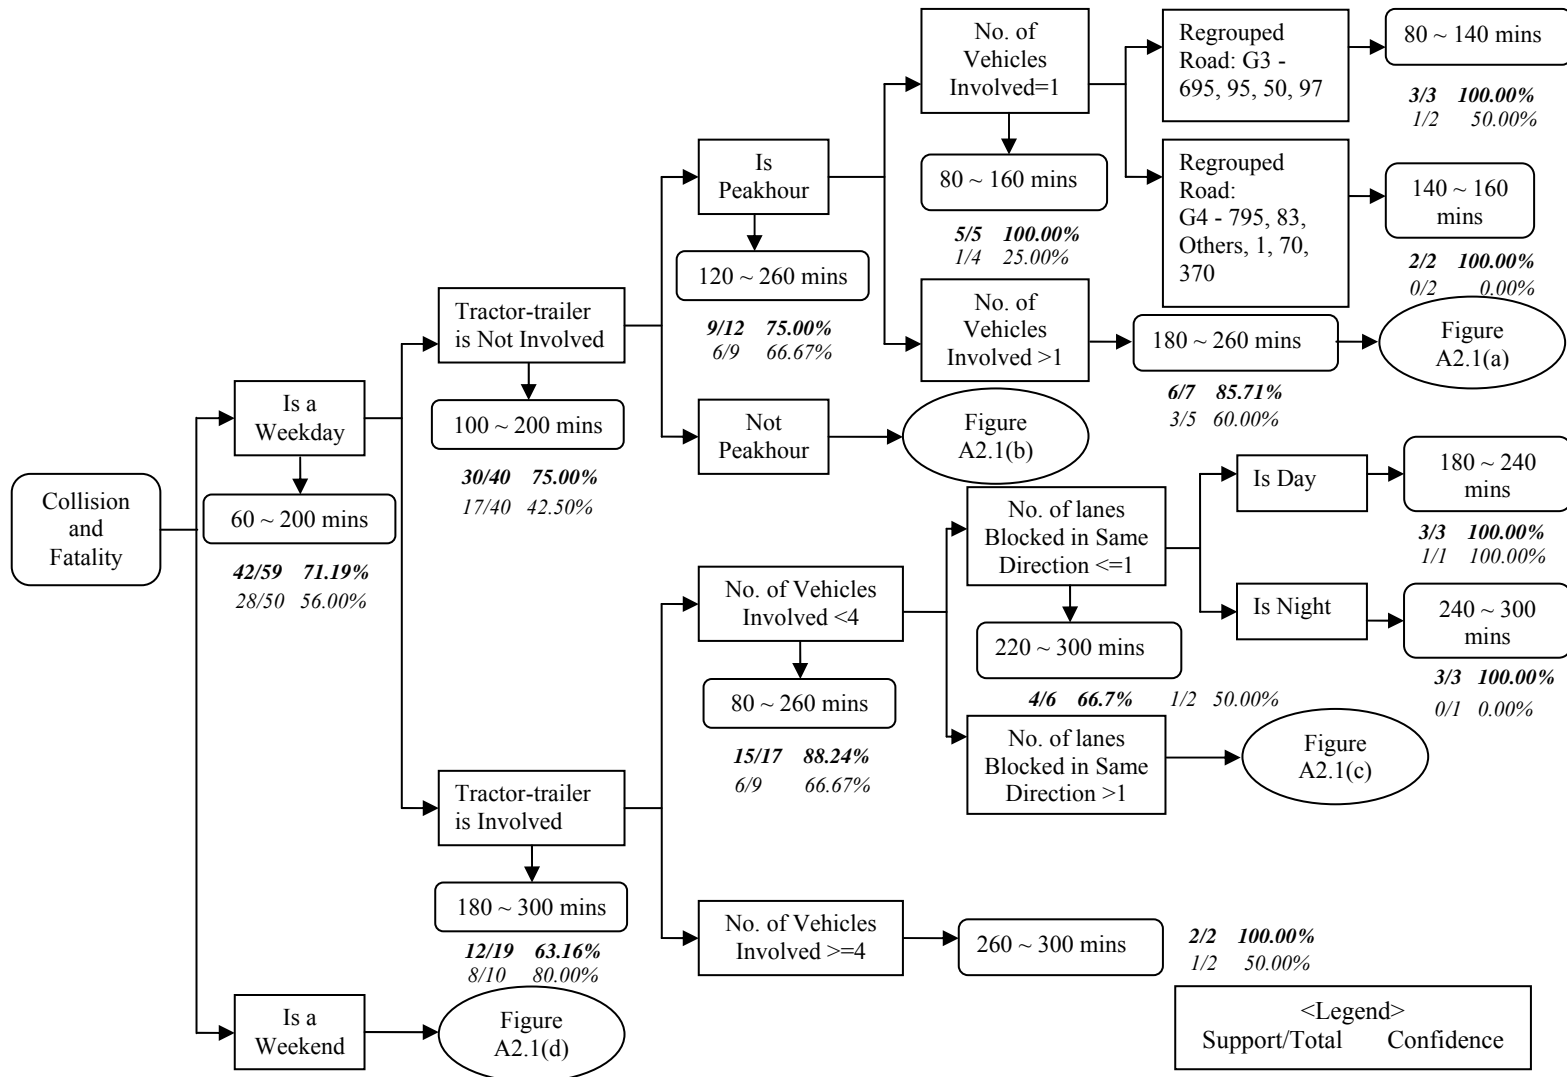 Collision
and
Fatality
Is a
Weekday
60 ~ 200 mins
42/59 71.19%
28/50 56.00%
Is a
Weekend
Figure
A2.1(d)
Tractor-trailer
is Not Involved
100 ~ 200 mins
30/40 75.00%
17/40 42.50%
Tractor-trailer
is Involved
180 ~ 300 mins
12/19 63.16%
8/10 80.00%
Is
Peakhour
120 ~ 260 mins
9/12 75.00%
6/9 66.67%
Not
Peakhour
Figure
A2.1(b)
No. of
Vehicles
Involved=1
80 ~ 160 mins
5/5 100.00%
1/4 25.00%
Regrouped
Road: G3 -
695, 95, 50, 97
80 ~ 140 mins
3/3 100.00%
1/2 50.00%
Regrouped
Road:
G4 - 795, 83,
Others, 1, 70,
370
140 ~ 160
mins
2/2 100.00%
0/2 0.00%
No. of
Vehicles
Involved >1
180 ~ 260 mins
6/7 85.71%
3/5 60.00%
Figure
A2.1(a)
No. of Vehicles
Involved <4
80 ~ 260 mins
15/17 88.24%
6/9 66.67%
No. of lanes
Blocked in Same
Direction <=1
220 ~ 300 mins
4/6 66.7% 1/2 50.00%
Is Day
180 ~ 240
mins
3/3 100.00%
1/1 100.00%
Is Night
240 ~ 300
mins
3/3 100.00%
0/1 0.00%
No. of lanes
Blocked in Same
Direction >1
Figure
A2.1(c)
No. of Vehicles
Involved >=4
260 ~ 300 mins
2/2 100.00%
1/2 50.00%
<Legend>
Support/Total Confidence